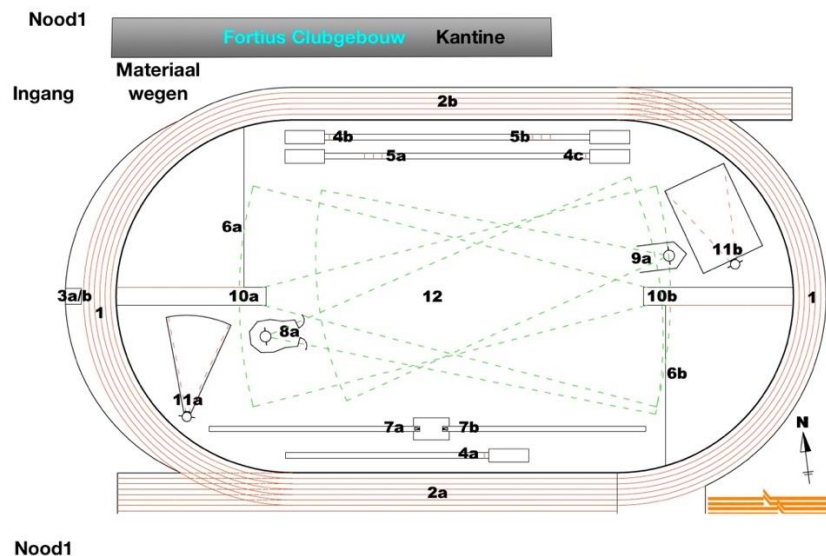 Nood1
Fortius Clubgebouw Kantine
Materiaal
Ingang wegen
2b
4b 5b
5a 4c
6a
11b
9a
3a/b 10a 12 10b 1
1
8a
6b
11a
7a 7b
N
4a
2a
Nood1